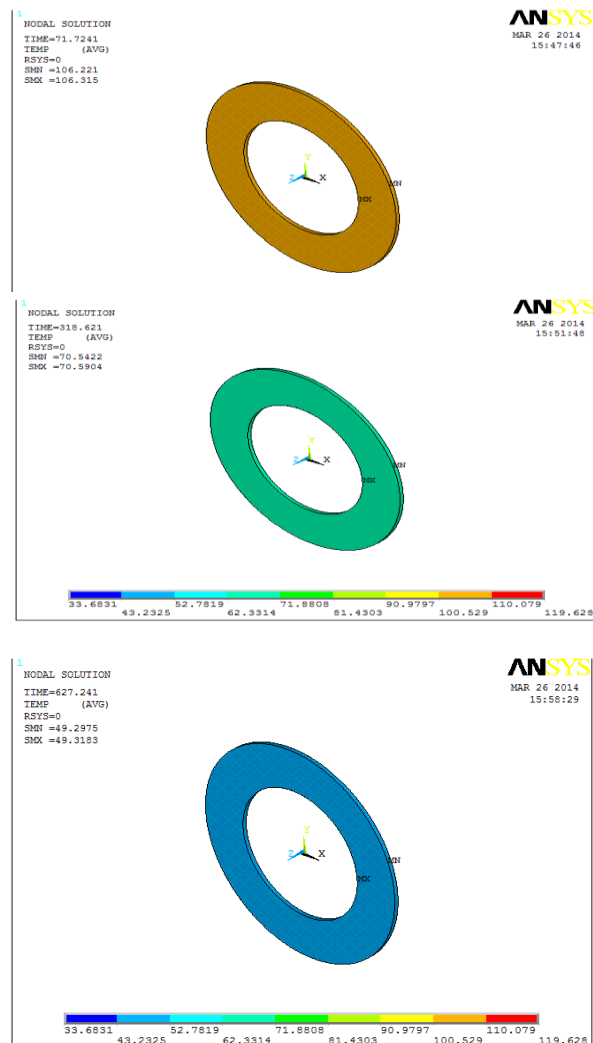 1
NODAL SOLUTION
TIME=71.7241
TEMP (AVG)
RSYS=0
SMN =106.221
SMX =106.315
ANSYS
MAR 26 2014
15:47:46
Y
Z X
MN
MX
1
NODAL SOLUTION
TIME=318.621
TEMP (AVG)
RSYS=0
SMN =70.5422
SMX =70.5904
ANSYS
MAR 26 2014
15:51:48
Y
Z X
MN
MX
33.6831 52.7819 71.8808 90.9797 110.079
43.2325 62.3314 81.4303 100.529 119.628
1
NODAL SOLUTION
TIME=627.241
TEMP (AVG)
RSYS=0
SMN =49.2975
SMX =49.3183
ANSYS
MAR 26 2014
15:58:29
Y
Z X
MN
MX
33.6831 52.7819 71.8808 90.9797 110.079
43.2325 62.3314 81.4303 100.529 119.628